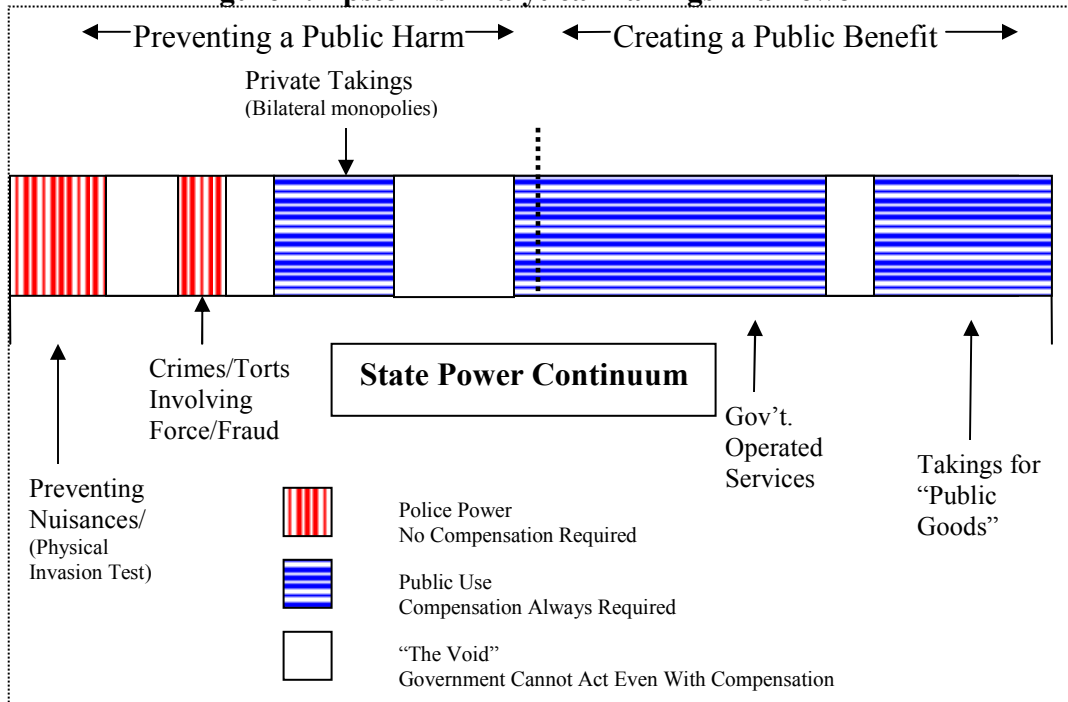 Preventing a Public Harm
Creating a Public Benefit
Private Takings
(Bilateral monopolies)
Crimes/Torts
Involving
Force/Fraud
State Power Continuum
Gov’t.
Operated
Services
Takings for
“Public
Goods”
Preventing
Nuisances/
(Physical
Invasion Test)
Police Power
No Compensation Required
Public Use
Compensation Always Required
“The Void”
Government Cannot Act Even With Compensation